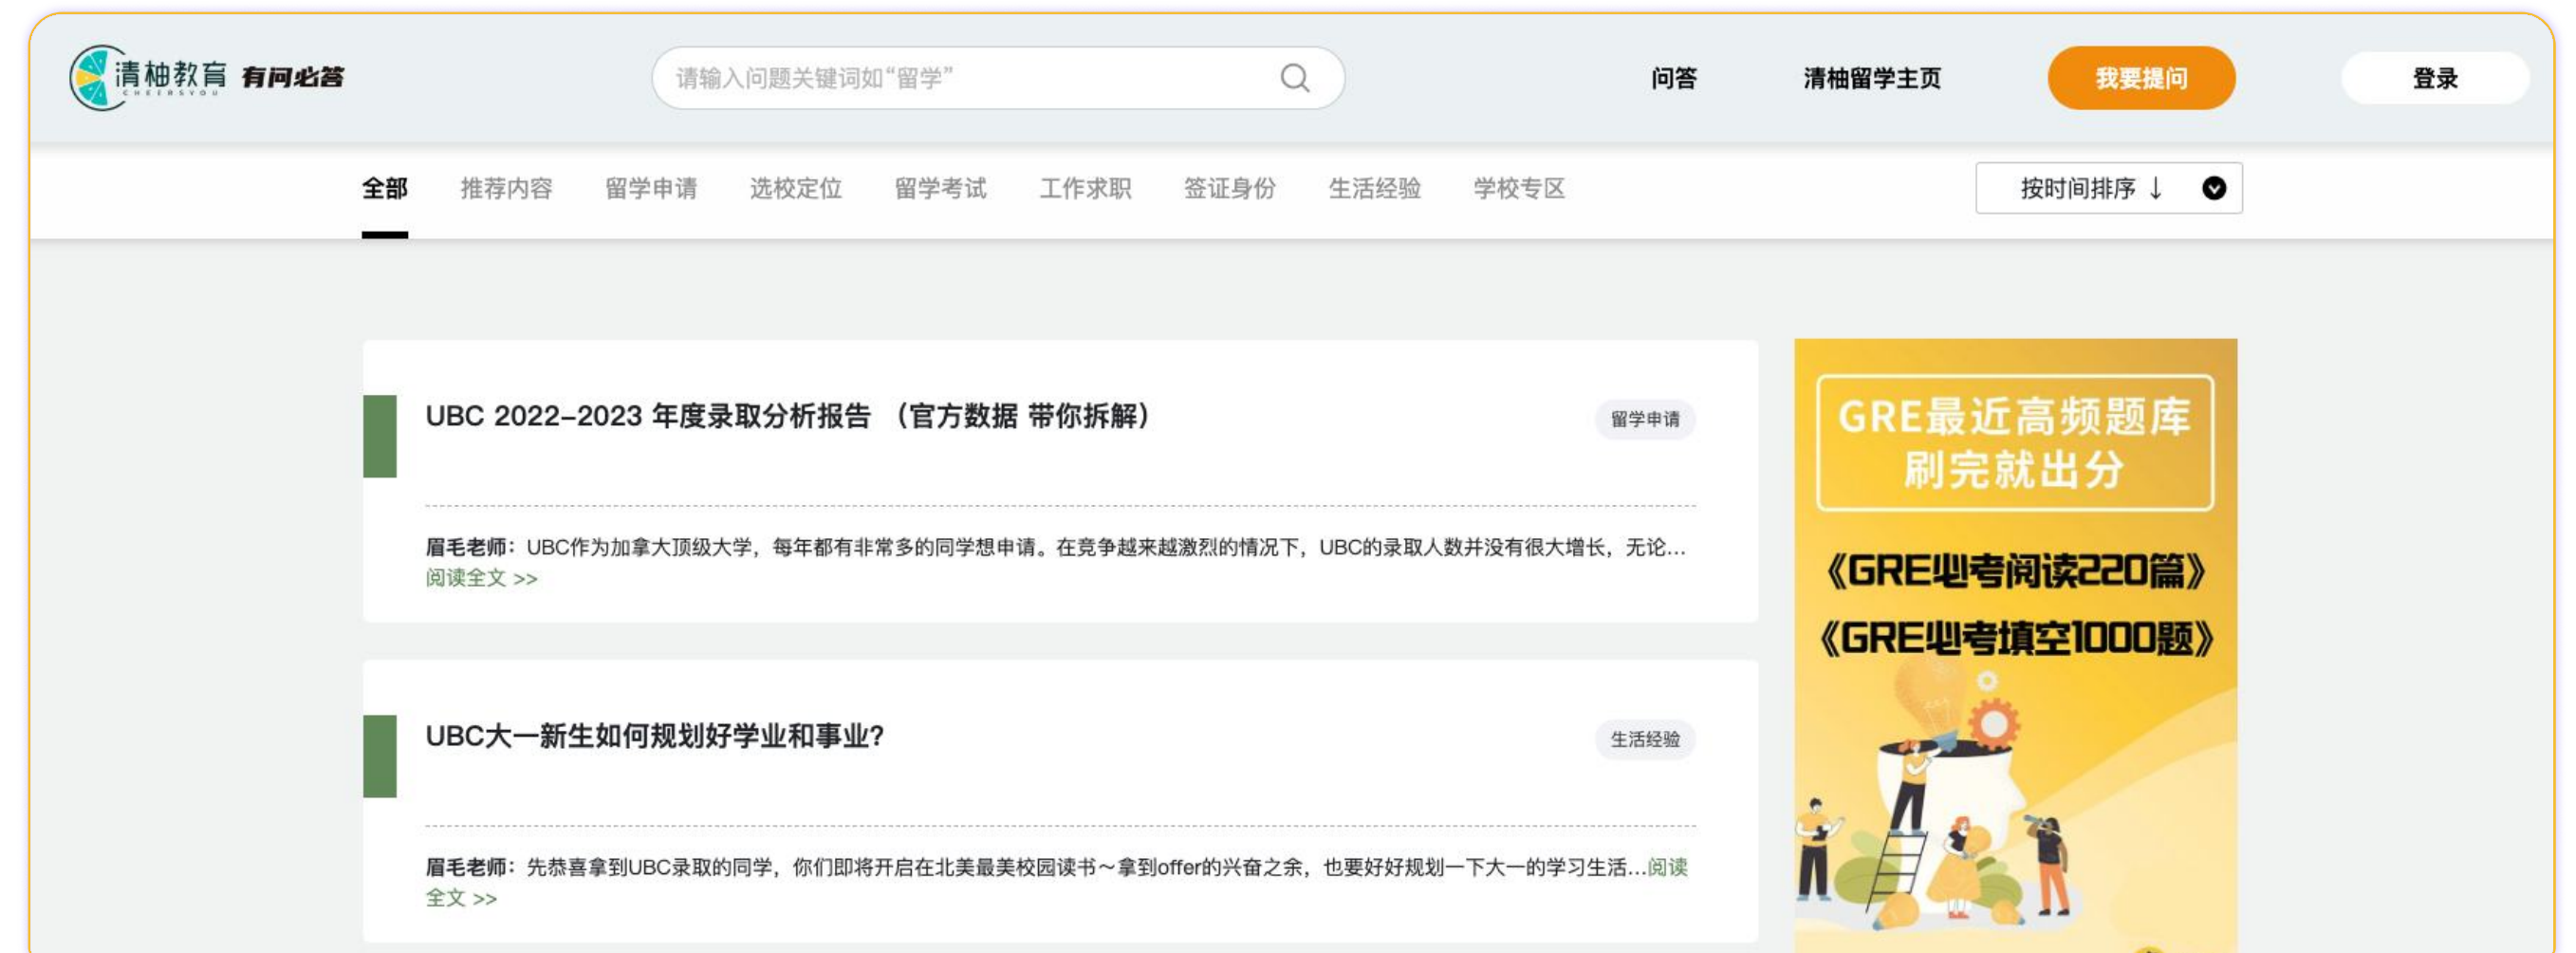 清柚教育 有问必答
CHEERSYOU
请输入问题关键词如“留学”
问答
清柚留学主页
我要提问
登录
全部 推荐内容 留学申请 选校定位 留学考试 工作求职 签证身份 生活经验 学校专区
按时间排序 ↓
UBC 2022-2023 年度录取分析报告 （官方数据 带你拆解）
留学申请
眉毛老师：UBC作为加拿大顶级大学，每年都有非常多的同学想申请。在竞争越来越激烈的情况下，UBC的录取人数并没有很大增长，无论...
阅读全文 >>
UBC大一新生如何规划好学业和事业?
生活经验
眉毛老师：先恭喜拿到UBC录取的同学，你们即将开启在北美最美校园读书～拿到offer的兴奋之余，也要好好规划一下大一的学习生活...阅读
全文 >>
GRE最近高频题库
刷完就出分
《GRE必考阅读220篇》
《GRE必考填空1000题》